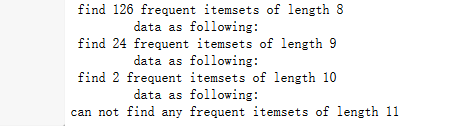 find 126 frequent itemsets of length 8
data as following:
find 24 frequent itemsets of length 9
data as following:
find 2 frequent itemsets of length 10
data as following:
can not find any frequent itemsets of length 11